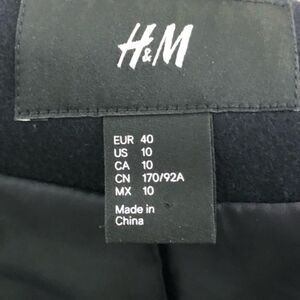 H&M
EUR 40
US 10
CA 10
CN 170/92A
MX 10
Made in
China